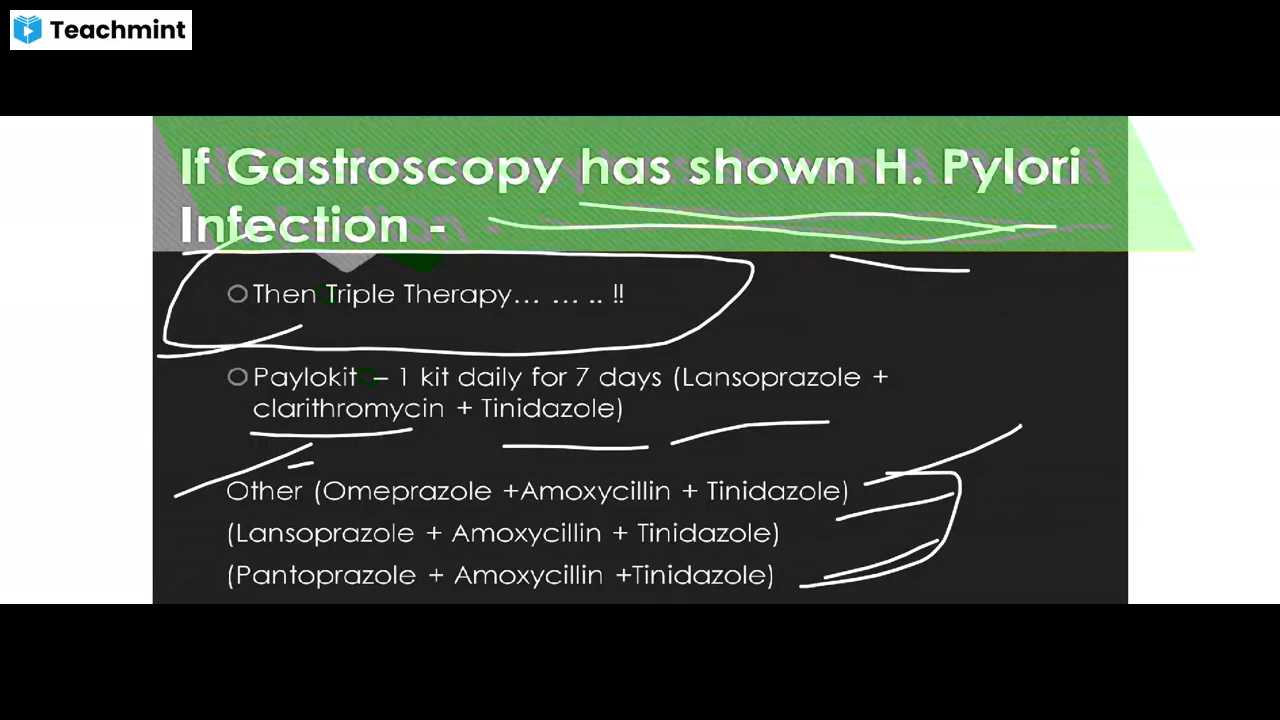 Teachmint
If Gastroscopy has shown H. Pylori
Infection -
Then Triple Therapy… … .. !!
Paylokit – 1 kit daily for 7 days (Lansoprazole +
clarithromycin + Tinidazole)
Other (Omeprazole +Amoxycillin + Tinidazole)
(Lansoprazole + Amoxycillin + Tinidazole)
(Pantoprazole + Amoxycillin +Tinidazole)